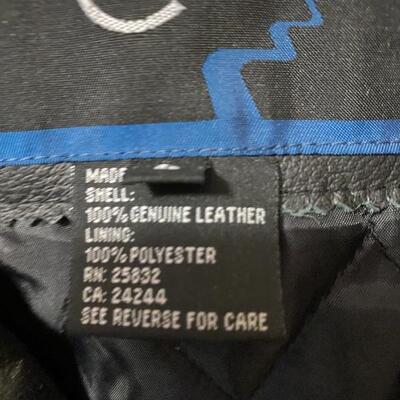 MADE
SHELL:
100% GENUINE LEATHER
LINING:
100% POLYESTER
RN: 25832
CA: 24244
SEE REVERSE FOR CARE